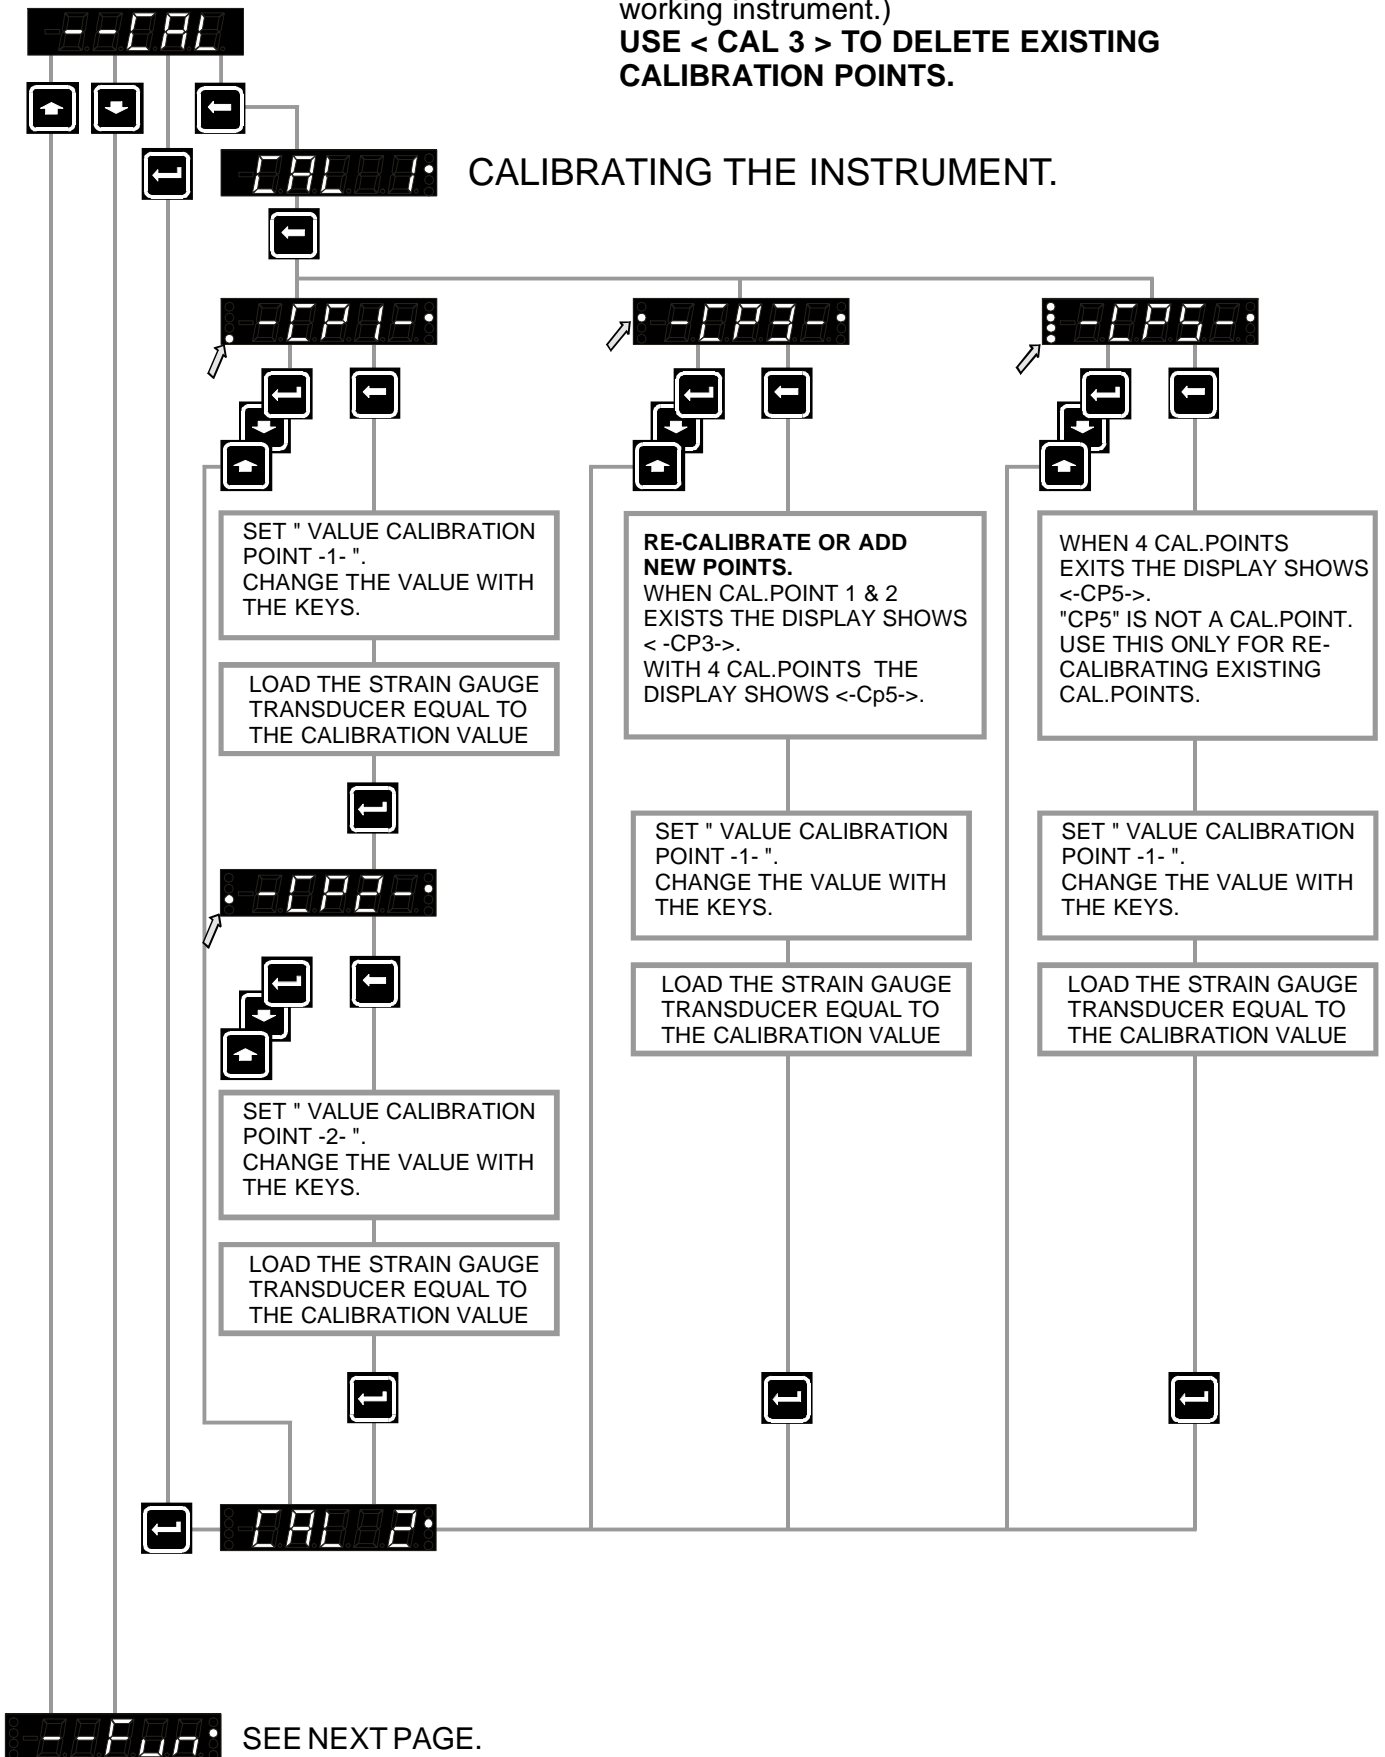 working instrument.)
USE < CAL 3 > TO DELETE EXISTING
CALIBRATION POINTS.
--CAL
CAL 1
CALIBRATING THE INSTRUMENT.
-CP1-
-CP3-
-CP5-
SET " VALUE CALIBRATION
POINT -1- ".
CHANGE THE VALUE WITH
THE KEYS.
LOAD THE STRAIN GAUGE
TRANSDUCER EQUAL TO
THE CALIBRATION VALUE
-CP2-
SET " VALUE CALIBRATION
POINT -2- ".
CHANGE THE VALUE WITH
THE KEYS.
LOAD THE STRAIN GAUGE
TRANSDUCER EQUAL TO
THE CALIBRATION VALUE
RE-CALIBRATE OR ADD
NEW POINTS.
WHEN CAL.POINT 1 & 2
EXISTS THE DISPLAY SHOWS
< -CP3->.
WITH 4 CAL.POINTS THE
DISPLAY SHOWS <-Cp5->.
SET " VALUE CALIBRATION
POINT -1- ".
CHANGE THE VALUE WITH
THE KEYS.
LOAD THE STRAIN GAUGE
TRANSDUCER EQUAL TO
THE CALIBRATION VALUE
WHEN 4 CAL.POINTS
EXITS THE DISPLAY SHOWS
<-CP5->.
"CP5" IS NOT A CAL.POINT.
USE THIS ONLY FOR RE-
CALIBRATING EXISTING
CAL.POINTS.
SET " VALUE CALIBRATION
POINT -1- ".
CHANGE THE VALUE WITH
THE KEYS.
LOAD THE STRAIN GAUGE
TRANSDUCER EQUAL TO
THE CALIBRATION VALUE
CAL 2
--Fun
SEE NEXT PAGE.